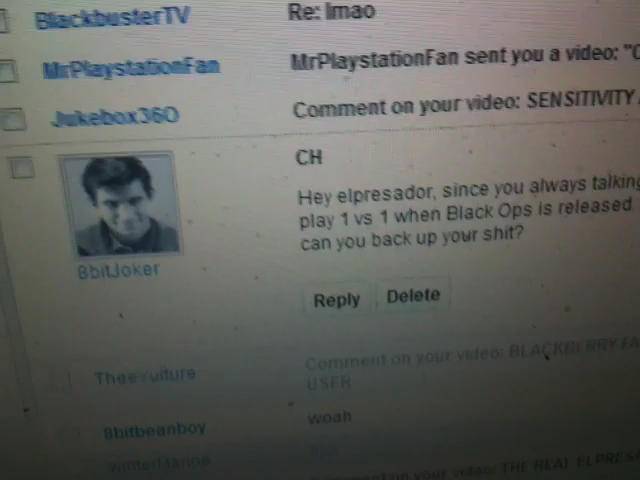 BlackbusterTV Re: lmao
MrPlaystationFan MrPlaystationFan sent you a video: "
Jukebox360 Comment on your video: SENSITIVITY
CH
Hey elpresador, since you always talking
play 1 vs 1 when Black Ops is released
can you back up your shit?
8bitJoker
Reply Delete
Comment on your video: BLACKBERRY
USER
8bitbeanboy woah
comment on your video: THE REAL ELPRESA